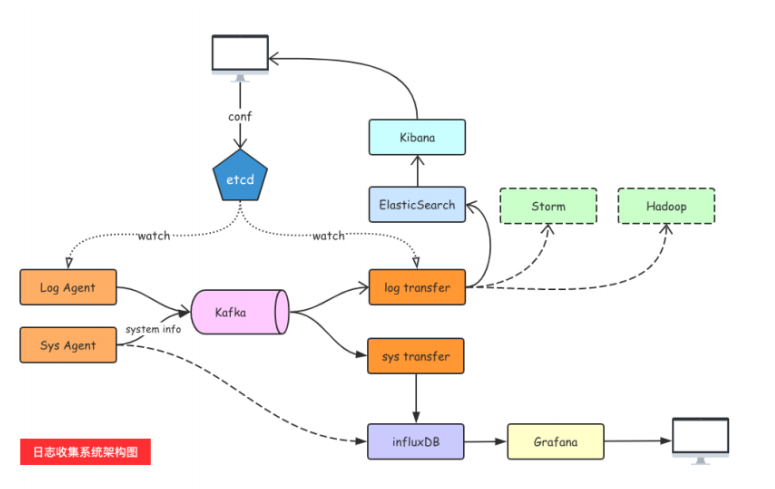 conf
Kibana
etcd
ElasticSearch
Storm
Hadoop
watch
watch
Log Agent
log transfer
Kafka
system info
Sys Agent
sys transfer
influxDB
Grafana
日志收集系统架构图